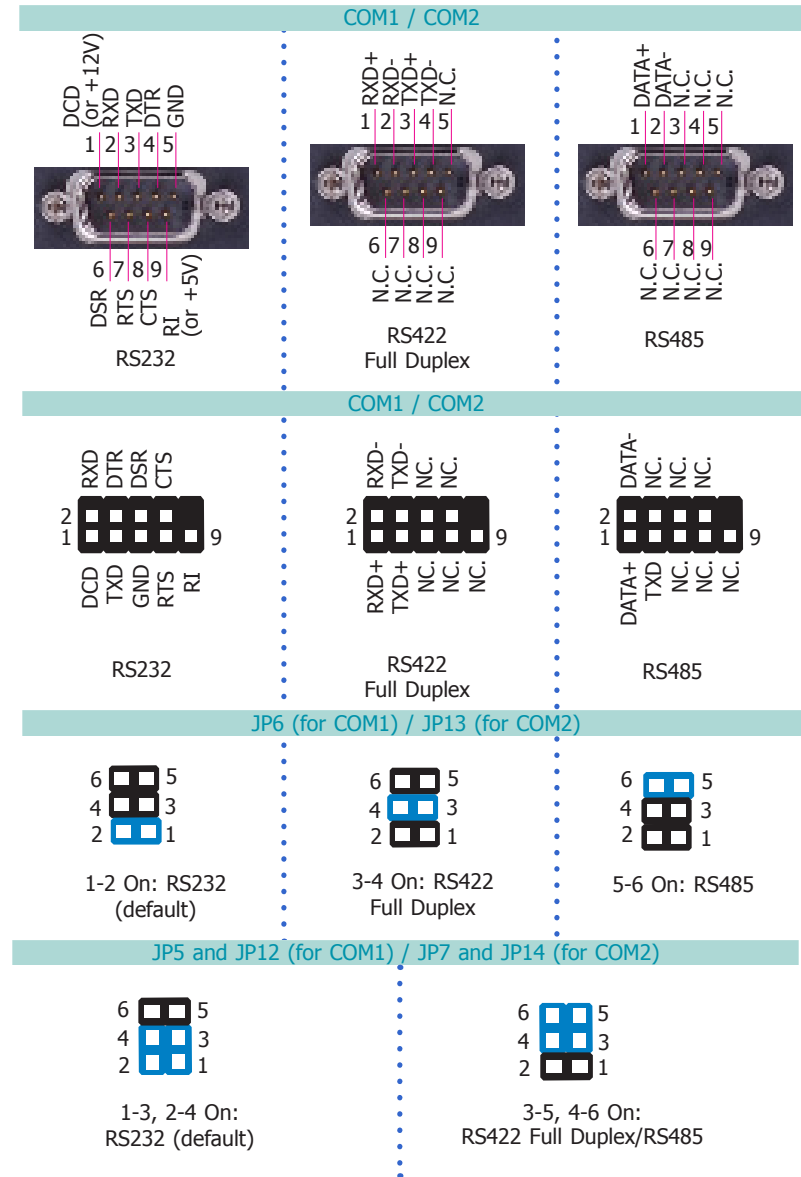 COM1 / COM2
DCD (or +12V) RXD TXD DTR GND
1 2 3 4 5
6 7 8 9
DSR RTS CTS RI (or +5V)
RS232
RXD+ RXD- TXD+ TXD- N.C.
1 2 3 4 5
6 7 8 9
N.C. N.C. N.C. N.C.
RS422
Full Duplex
DATA+ DATA- N.C. N.C. N.C.
1 2 3 4 5
6 7 8 9
N.C. N.C. N.C. N.C.
RS485
COM1 / COM2
RXD DTR DSR CTS
2
1 9
DCD TXD GND RTS RI
RS232
RXD- TXD- NC. NC.
2
1 9
RXD+ TXD+ NC. NC. NC.
RS422
Full Duplex
DATA- NC. NC. NC.
2
1 9
DATA+ TXD NC. NC. NC.
RS485
JP6 (for COM1) / JP13 (for COM2)
6 5
4 3
2 1
1-2 On: RS232
(default)
6 5
4 3
2 1
3-4 On: RS422
Full Duplex
6 5
4 3
2 1
5-6 On: RS485
JP5 and JP12 (for COM1) / JP7 and JP14 (for COM2)
6 5
4 3
2 1
1-3, 2-4 On:
RS232 (default)
6 5
4 3
2 1
3-5, 4-6 On:
RS422 Full Duplex/RS485